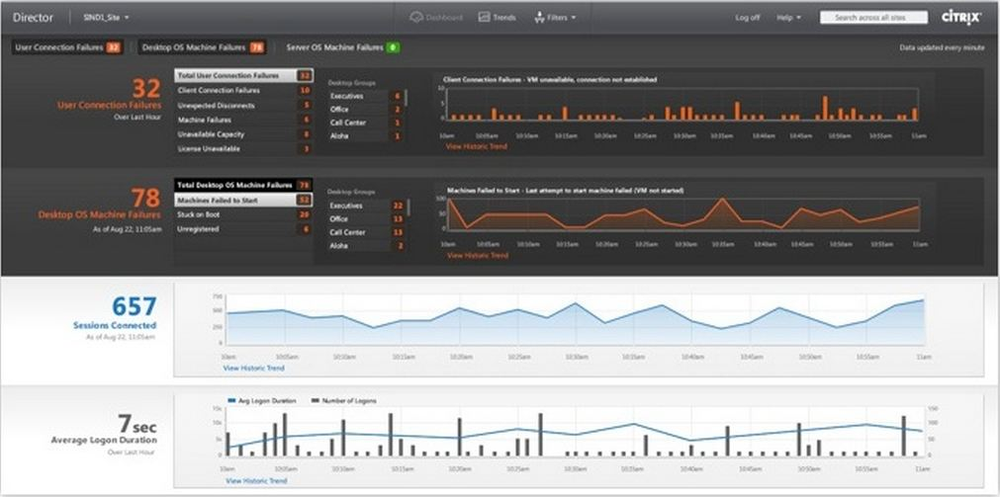 Director SIND1_Site Dashboard Trends Filters Log off Help Search across all sites CITRIX
User Connection Failures 32 Desktop OS Machine Failures 78 Server OS Machine Failures 0 Data updated every minute
32
User Connection Failures
Over Last Hour
Total User Connection Failures 32
Client Connection Failures 10
Unexpected Disconnects 5
Machine Failures 6
Unavailable Capacity 8
License Unavailable 3
Desktop Groups
Executives 6
Office 2
Call Center 1
Aloha 1
Client Connection Failures - VM unavailable, connection not established
10
5
0
10am 10:05am 10:10am 10:15am 10:20am 10:25am 10:30am 10:35am 10:40am 10:45am 10:50am 10:55am 11am
View Historic Trend
78
Desktop OS Machine Failures
As of Aug 22, 11:05am
Total Desktop OS Machine Failures 78
Machines Failed to Start 52
Stuck on Boot 20
Unregistered 6
Desktop Groups
Executives 22
Office 13
Call Center 13
Aloha 2
Machines Failed to Start - Last attempt to start machine failed (VM not started)
100
50
0
10am 10:05am 10:10am 10:15am 10:20am 10:25am 10:30am 10:35am 10:40am 10:45am 10:50am 10:55am 11am
View Historic Trend
657
Sessions Connected
As of Aug 22, 11:05am
750
500
250
0
10am 10:05am 10:10am 10:15am 10:20am 10:25am 10:30am 10:35am 10:40am 10:45am 10:50am 10:55am 11am
View Historic Trend
7 sec
Average Logon Duration
Over Last Hour
Avg Logon Duration Number of Logons
15s 150
10s 100
5s 50
0 0
10am 10:05am 10:10am 10:15am 10:20am 10:25am 10:30am 10:35am 10:40am 10:45am 10:50am 10:55am 11am
View Historic Trend